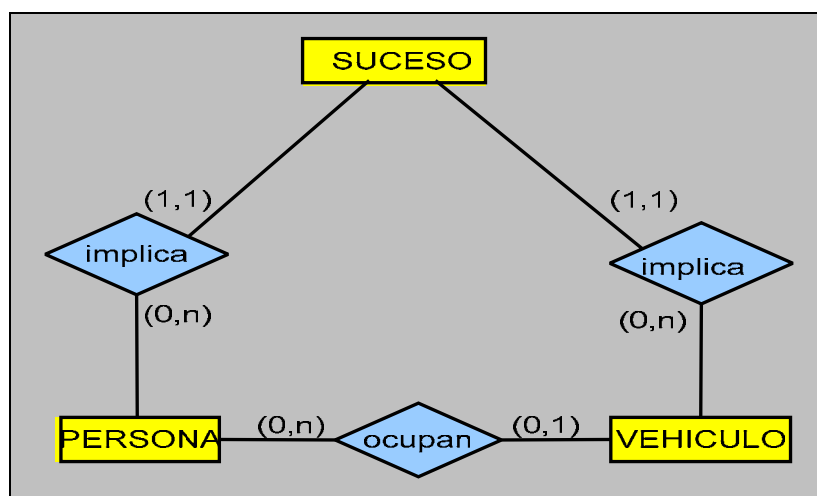 SUCESO
(1,1)
(1,1)
implica
implica
(0,n)
(0,n)
PERSONA
(0,n)
ocupan
(0,1)
VEHICULO